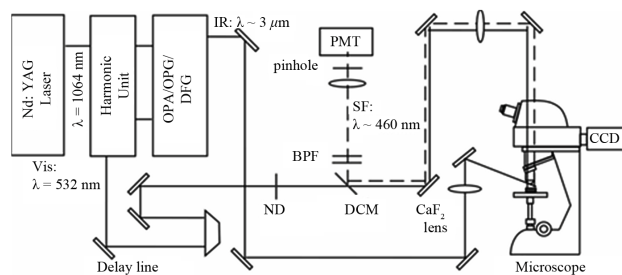 Nd: YAG
Laser
λ = 1064 nm
Harmonic
Unit
OPA/OPG/
DFG
IR: λ ~ 3 μm
PMT
pinhole
SF:
λ ~ 460 nm
BPF
CCD
Vis:
λ = 532 nm
ND
DCM
CaF₂
lens
Delay line
Microscope